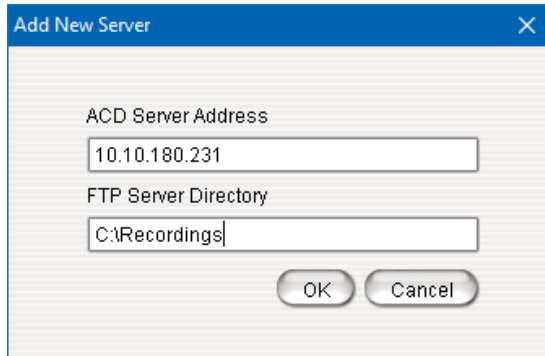 Add New Server
ACD Server Address
10.10.180.231
FTP Server Directory
C:\Recordings
OK Cancel